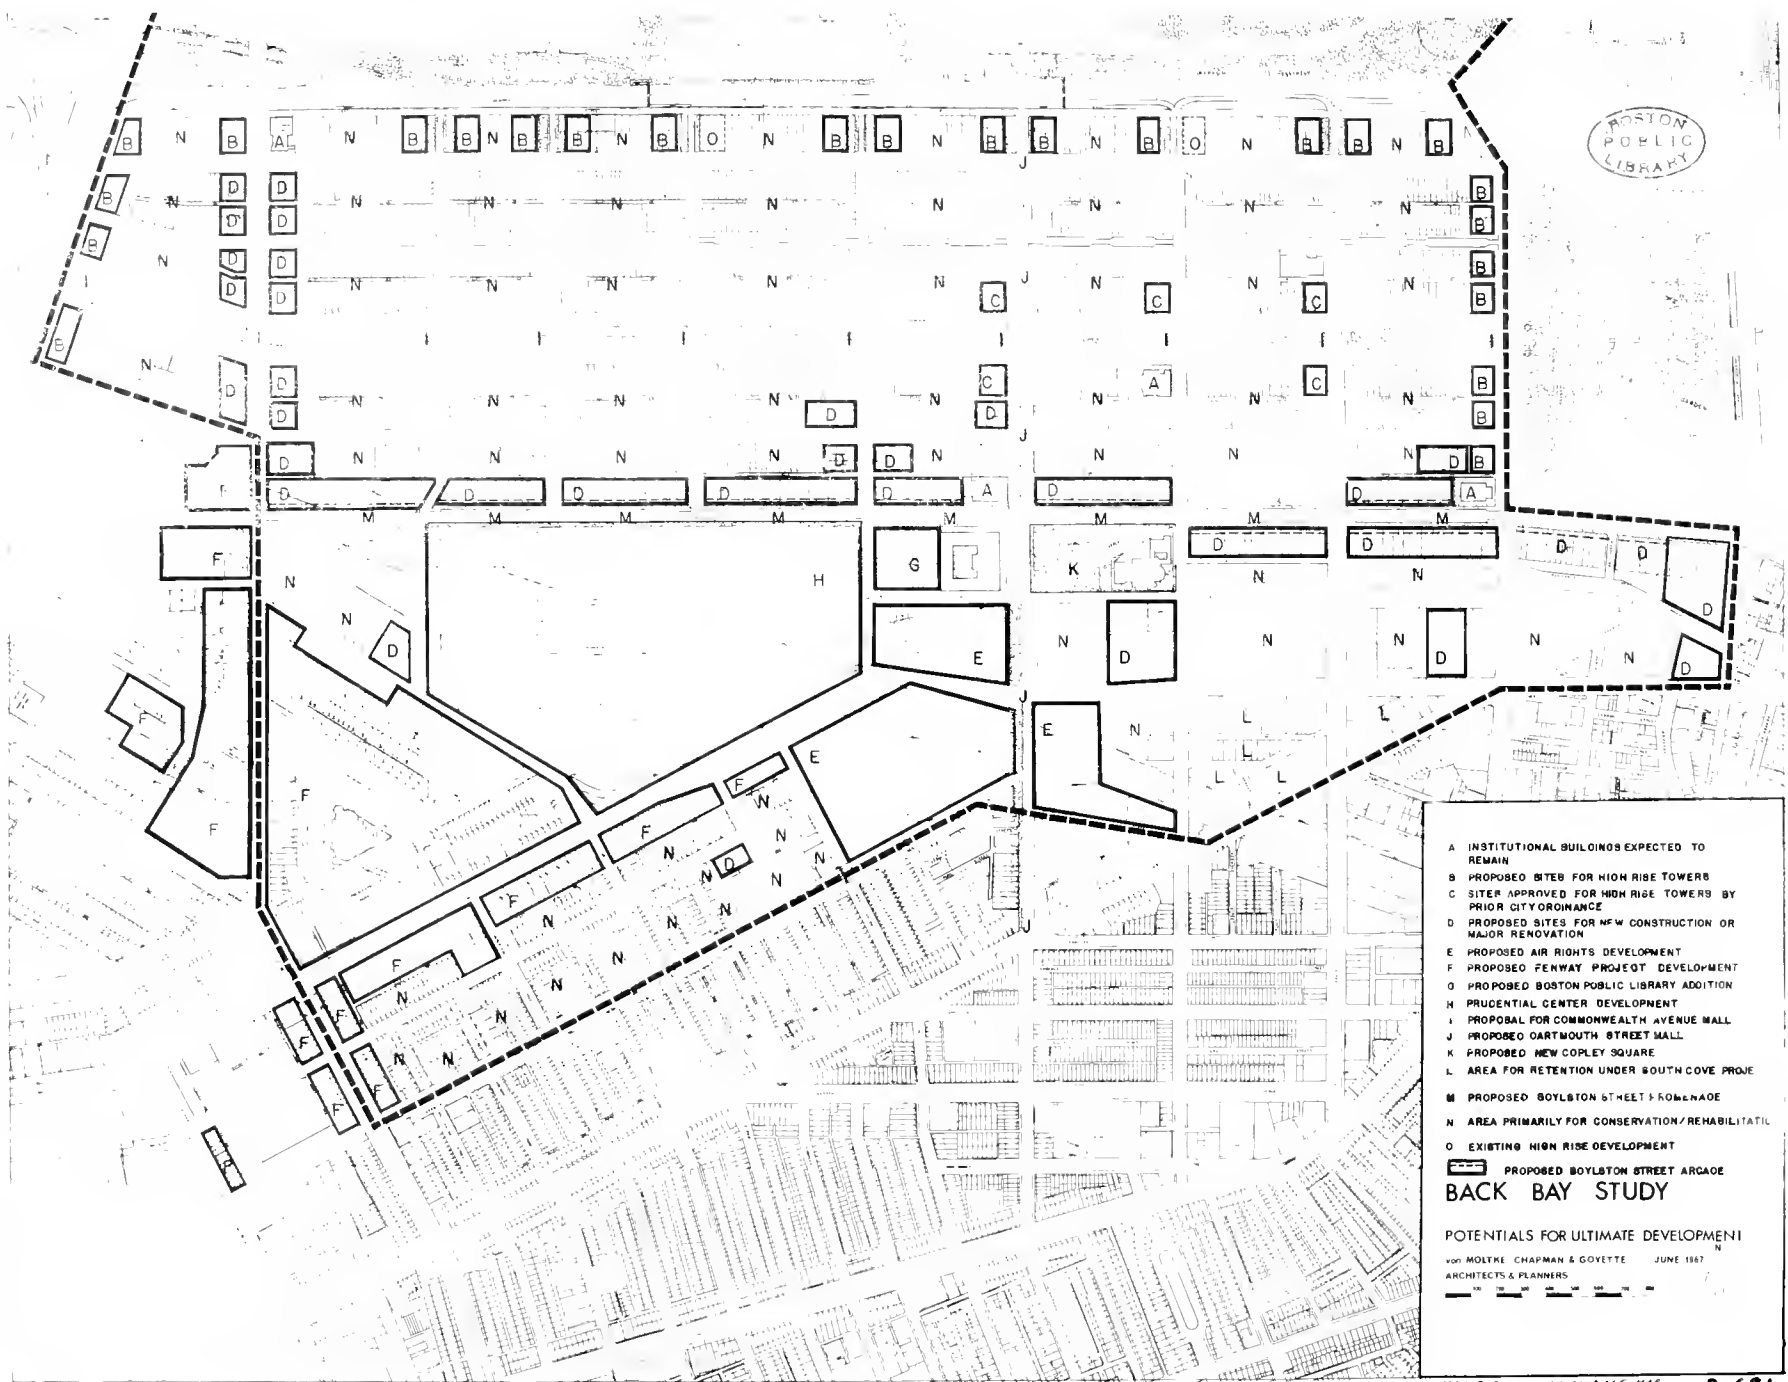 BOSTON
PUBLIC
LIBRARY
B N B A N B B N B B N B O N B B N B B N B O N B B N B N
J
B N D D N N N N N N N N B
D D B
B N D D N N N N J N N N B
D D C C C B
B I I I I I I I I
N D D N N N N C N A N C N B
D D D B
J
D N N N N D D N N N N D B
F D D D D D A D D A
M M M M M M M M
F N H G K D D D D
N N
N D E N D N N D N N D D
J
F F F E E N L L
L
L L
F F W
F N N N
N D N
F N N
N N
F N J
N N
F F N
N N
F F
A INSTITUTIONAL BUILDINGS EXPECTED TO
REMAIN
B PROPOSED SITES FOR HIGH RISE TOWERS
C SITES APPROVED FOR HIGH RISE TOWERS BY
PRIOR CITY ORDINANCE
D PROPOSED SITES FOR NEW CONSTRUCTION OR
MAJOR RENOVATION
E PROPOSED AIR RIGHTS DEVELOPMENT
F PROPOSED FENWAY PROJECT DEVELOPMENT
G PROPOSED BOSTON PUBLIC LIBRARY ADDITION
H PRUDENTIAL CENTER DEVELOPMENT
I PROPOSAL FOR COMMONWEALTH AVENUE MALL
J PROPOSED DARTMOUTH STREET MALL
K PROPOSED NEW COPLEY SQUARE
L AREA FOR RETENTION UNDER SOUTH COVE PROJE
M PROPOSED BOYLSTON STREET PROMENADE
N AREA PRIMARILY FOR CONSERVATION/REHABILITATI
O EXISTING HIGH RISE DEVELOPMENT
PROPOSED BOYLSTON STREET ARCADE
BACK BAY STUDY
POTENTIALS FOR ULTIMATE DEVELOPMENT
N
von MOLTKE CHAPMAN & GOYETTE JUNE 1967
ARCHITECTS & PLANNERS